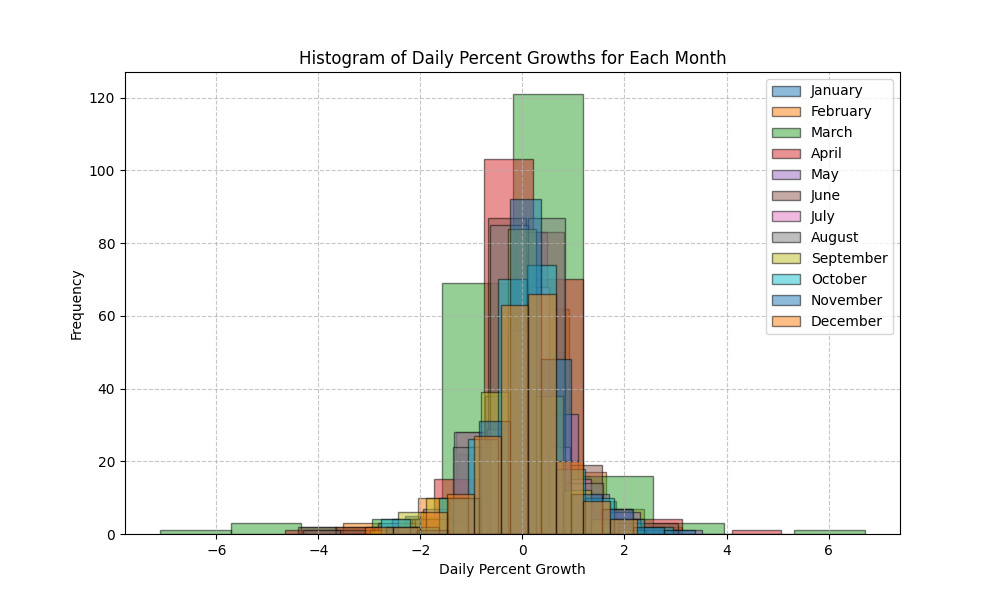 Histogram of Daily Percent Growths for Each Month
January
February
March
April
May
June
July
August
September
October
November
December
120
100
80
60
40
20
0
Frequency
−6
−4
−2
0
2
4
6
Daily Percent Growth